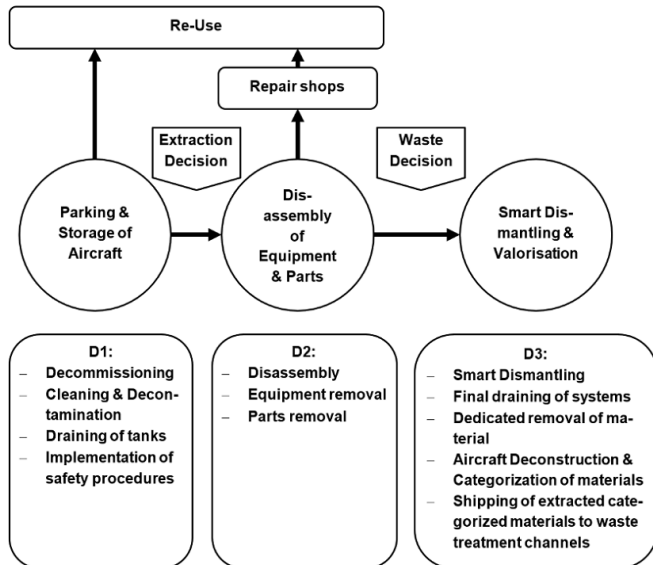 Re-Use
Repair shops
Extraction
Decision
Waste
Decision
Parking &
Storage of
Aircraft
Dis-
assembly
of
Equipment
& Parts
Smart Dis-
mantling &
Valorisation
D1:
– Decommissioning
– Cleaning & Decon-
tamination
– Draining of tanks
– Implementation of
safety procedures
D2:
– Disassembly
– Equipment removal
– Parts removal
D3:
– Smart Dismantling
– Final draining of systems
– Dedicated removal of ma-
terial
– Aircraft Deconstruction &
Categorization of materials
– Shipping of extracted cate-
gorized materials to waste
treatment channels